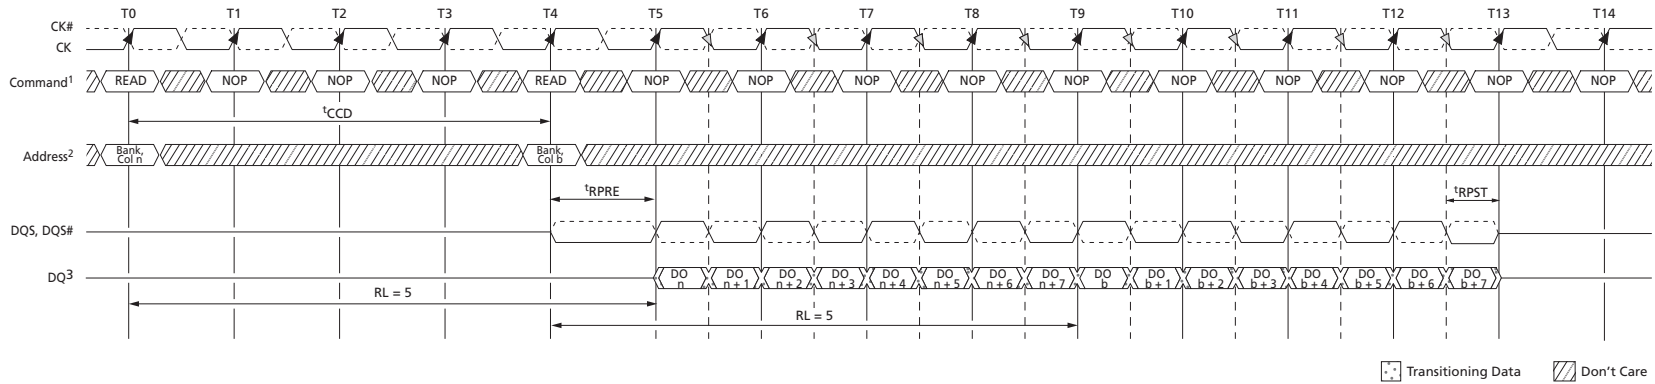 T0 T1 T2 T3 T4 T5 T6 T7 T8 T9 T10 T11 T12 T13 T14
CK#
CK
Command1 READ NOP NOP NOP READ NOP NOP NOP NOP NOP NOP NOP NOP NOP NOP
tCCD
Address2 Bank, Col n Bank, Col b
tRPRE tRPST
DQS, DQS#
DQ3 DO n DO n + 1 DO n + 2 DO n + 3 DO n + 4 DO n + 5 DO n + 6 DO n + 7 DO b DO b + 1 DO b + 2 DO b + 3 DO b + 4 DO b + 5 DO b + 6 DO b + 7
RL = 5
RL = 5
Transitioning Data Don't Care